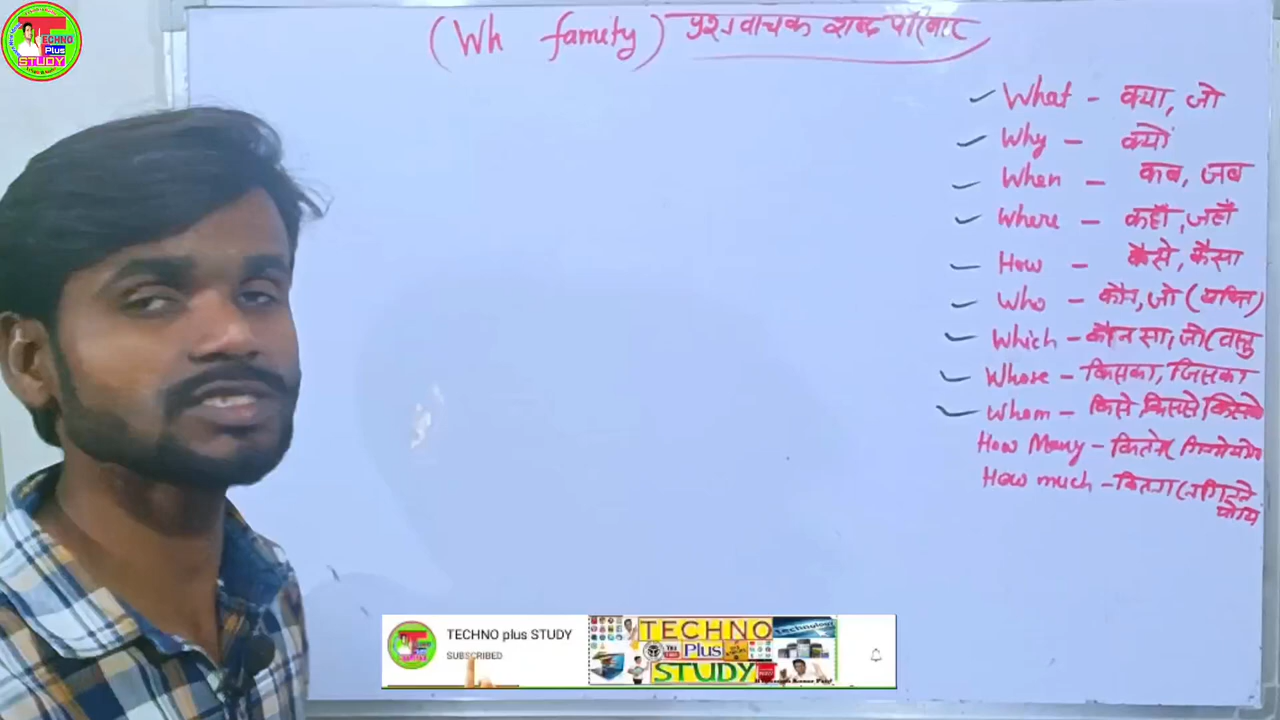 TECHNO
Plus
STUDY
(Wh famety) प्रश्नवाचक शब्द परिवार
What - क्या, जो
Why - क्यों
When - कब, जब
Where - कहाँ, जहाँ
How - कैसे, कैसा
Who - कौन, जो (व्यक्ति)
Which - कौन सा, जो (वस्तु
Whose - किसका, जिसका
Whom - किसे किससे किसको
How Many - कितने
How much - कितना
योग्य
TECHNO plus STUDY
SUBSCRIBED
TECHNO
Plus
STUDY